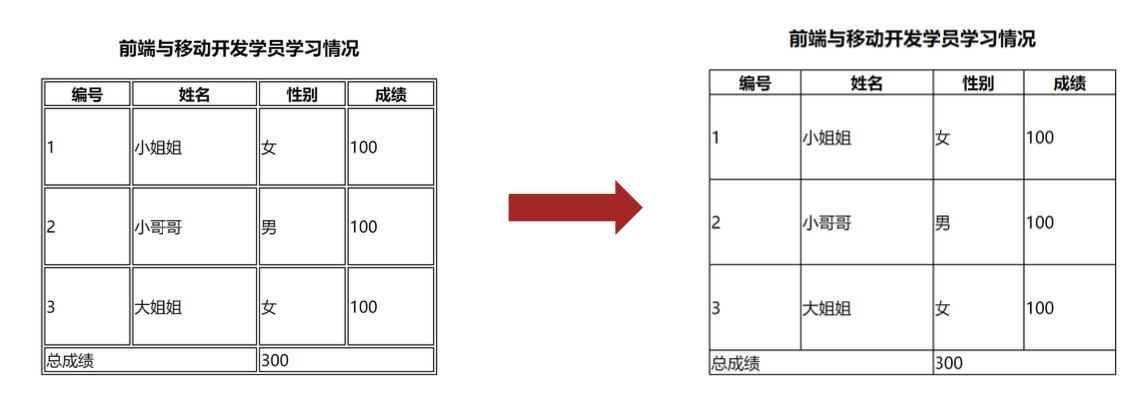 前端与移动开发学员学习情况
编号 姓名 性别 成绩
1 小姐姐 女 100
2 小哥哥 男 100
3 大姐姐 女 100
总成绩 300
前端与移动开发学员学习情况
编号 姓名 性别 成绩
1 小姐姐 女 100
2 小哥哥 男 100
3 大姐姐 女 100
总成绩 300